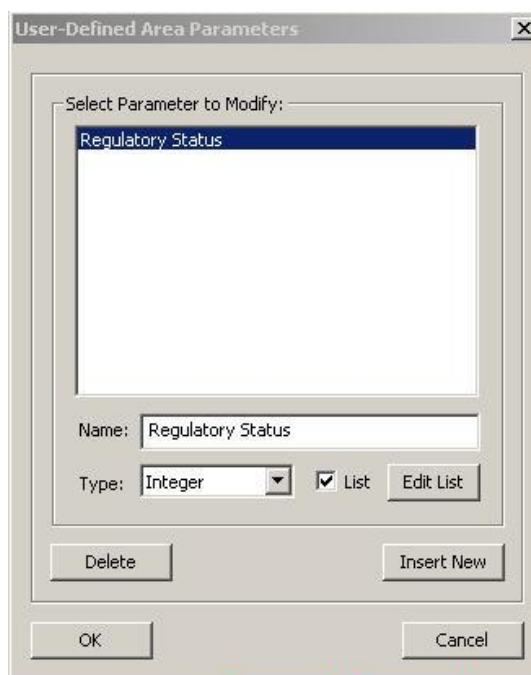 User-Defined Area Parameters
Select Parameter to Modify:
Regulatory Status
Name: Regulatory Status
Type: Integer List Edit List
Delete Insert New
OK Cancel